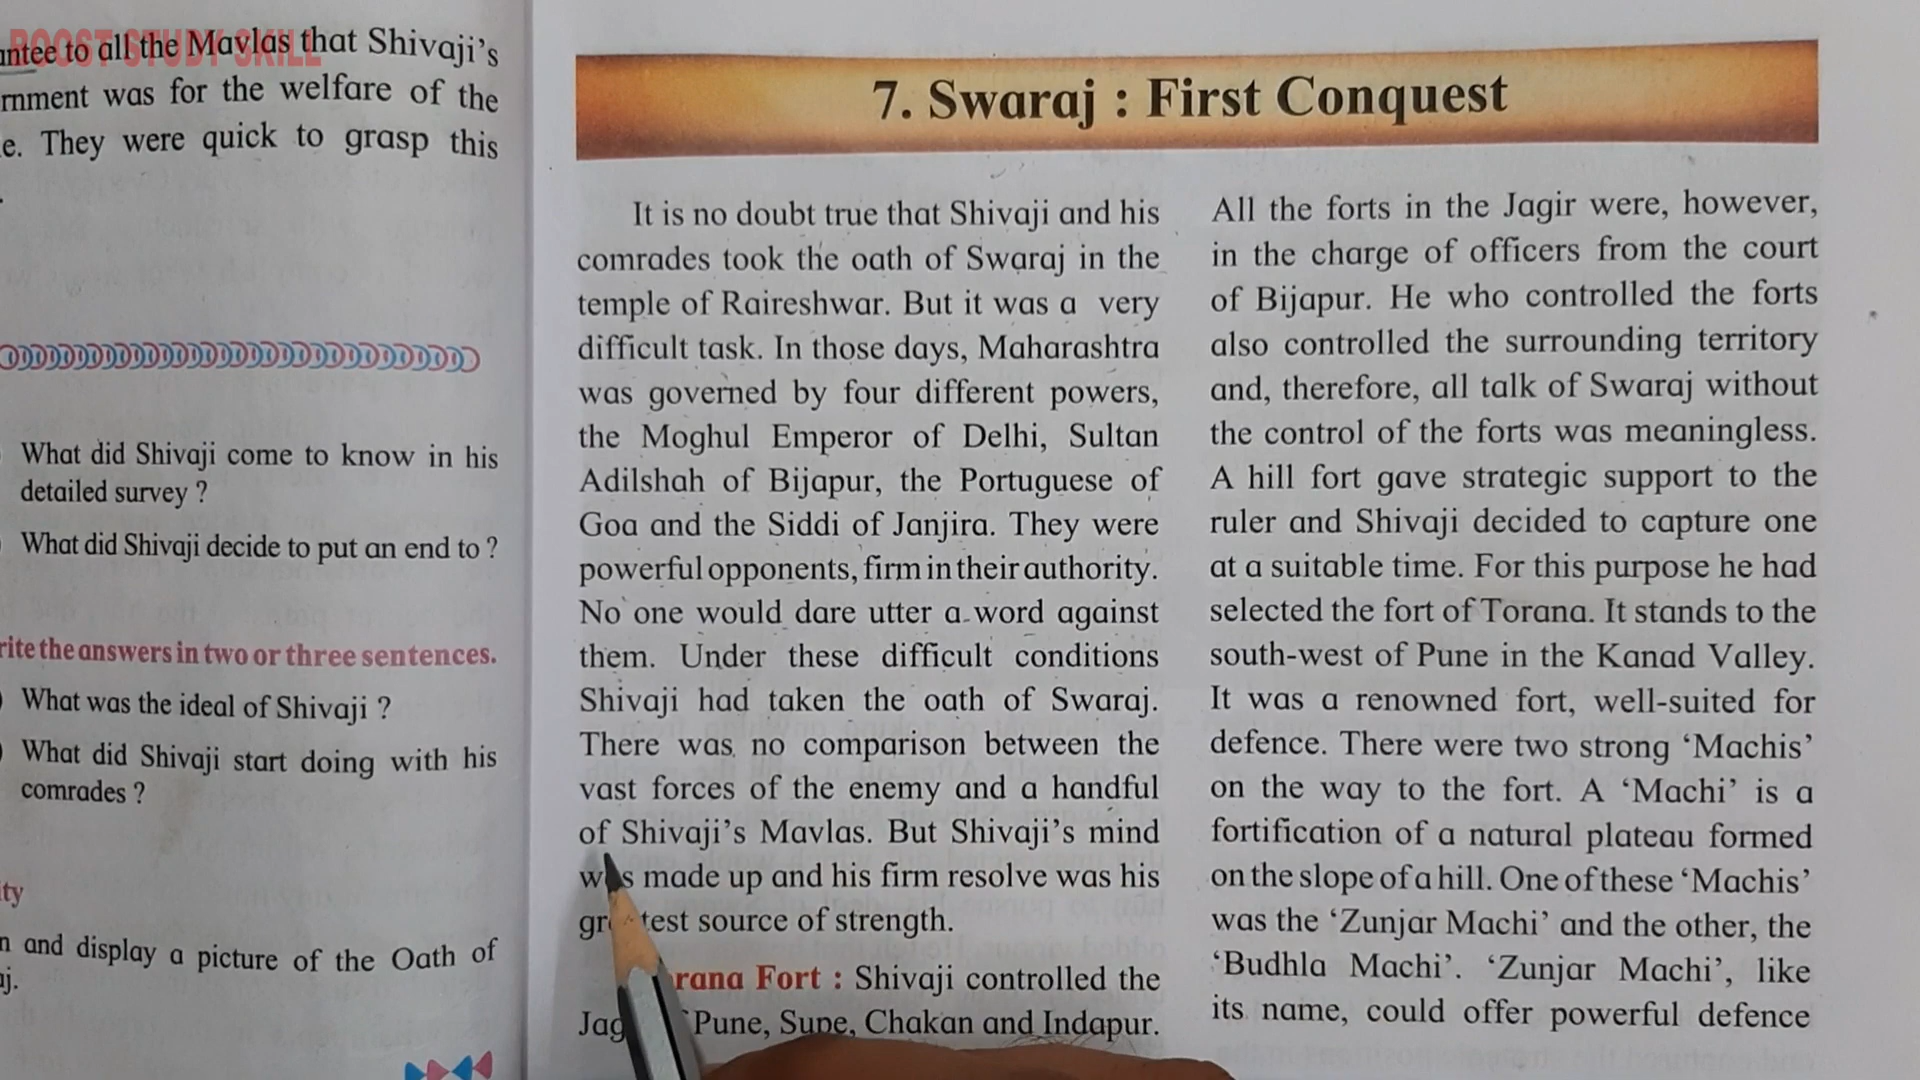 BOOST STUDY SKILL
to all the Mavlas that Shivaji's
was for the welfare of the
e. They were quick to grasp this
What did Shivaji come to know in his
detailed survey ?
What did Shivaji decide to put an end to ?
the answers in two or three sentences.
What was the ideal of Shivaji ?
What did Shivaji start doing with his
comrades ?
and display a picture of the Oath of
7. Swaraj : First Conquest
It is no doubt true that Shivaji and his
comrades took the oath of Swaraj in the
temple of Raireshwar. But it was a very
difficult task. In those days, Maharashtra
was governed by four different powers,
the Moghul Emperor of Delhi, Sultan
Adilshah of Bijapur, the Portuguese of
Goa and the Siddi of Janjira. They were
powerful opponents, firm in their authority.
No one would dare utter a word against
them. Under these difficult conditions
Shivaji had taken the oath of Swaraj.
There was no comparison between the
vast forces of the enemy and a handful
of Shivaji's Mavlas. But Shivaji's mind
was made up and his firm resolve was his
greatest source of strength.
rana Fort : Shivaji controlled the
Jag Pune, Supe, Chakan and Indapur.
All the forts in the Jagir were, however,
in the charge of officers from the court
of Bijapur. He who controlled the forts
also controlled the surrounding territory
and, therefore, all talk of Swaraj without
the control of the forts was meaningless.
A hill fort gave strategic support to the
ruler and Shivaji decided to capture one
at a suitable time. For this purpose he had
selected the fort of Torana. It stands to the
south-west of Pune in the Kanad Valley.
It was a renowned fort, well-suited for
defence. There were two strong 'Machis'
on the way to the fort. A 'Machi' is a
fortification of a natural plateau formed
on the slope of a hill. One of these 'Machis'
was the 'Zunjar Machi' and the other, the
'Budhla Machi'. 'Zunjar Machi', like
its name, could offer powerful defence